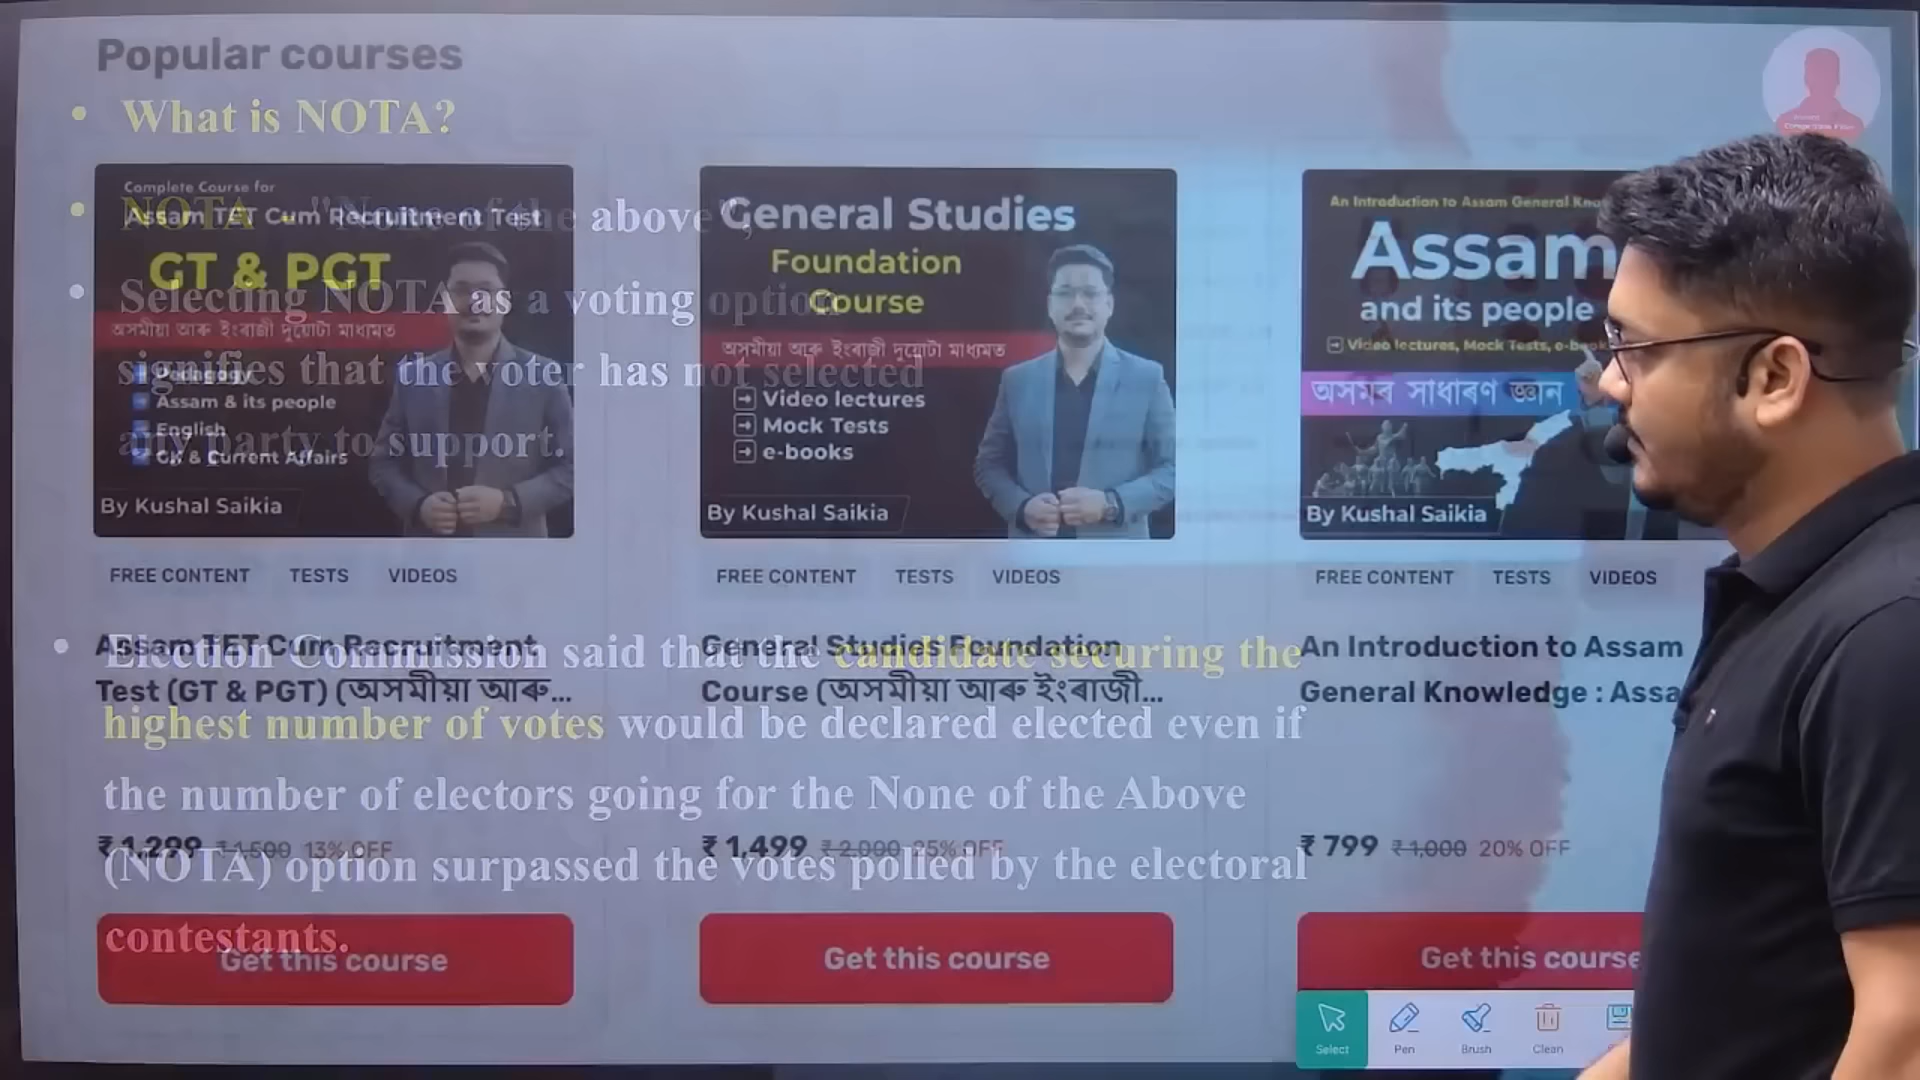 Popular courses
• What is NOTA?
Complete Course for
Assam TET Cum Recruitment Test
GT & PGT
অসমীয়া আৰু ইংৰাজী দুয়োটা মাধ্যমত
Pedagogy
Assam & its people
English
GK & Current Affairs
By Kushal Saikia
• NOTA - "None of the above",
• Selecting NOTA as a voting option
signifies that the voter has not selected
any party to support.
General Studies
Foundation
Course
অসমীয়া আৰু ইংৰাজী দুয়োটা মাধ্যমত
Video lectures
Mock Tests
e-books
By Kushal Saikia
An Introduction to Assam General
Assam
and its people
Video lectures, Mock Tests,
অসমৰ সাধাৰণ জ্ঞান
By Kushal Saikia
FREE CONTENT TESTS VIDEOS
FREE CONTENT TESTS VIDEOS
FREE CONTENT TESTS VIDEOS
Assam TET Cum Recruitment
Test (GT & PGT) (অসমীয়া আৰু...
General Studies Foundation
Course (অসমীয়া আৰু ইংৰাজী...
An Introduction to Assam
General Knowledge : Assa
• Election Commission said that the candidate securing the
highest number of votes would be declared elected even if
the number of electors going for the None of the Above
(NOTA) option surpassed the votes polled by the electoral
contestants.
₹ 1,299 ₹ 1,500 13% OFF
₹ 1,499 ₹ 2,000 25% OFF
₹ 799 ₹ 1,000 20% OFF
Get this course
Get this course
Get this course
Select Pen Brush Clean